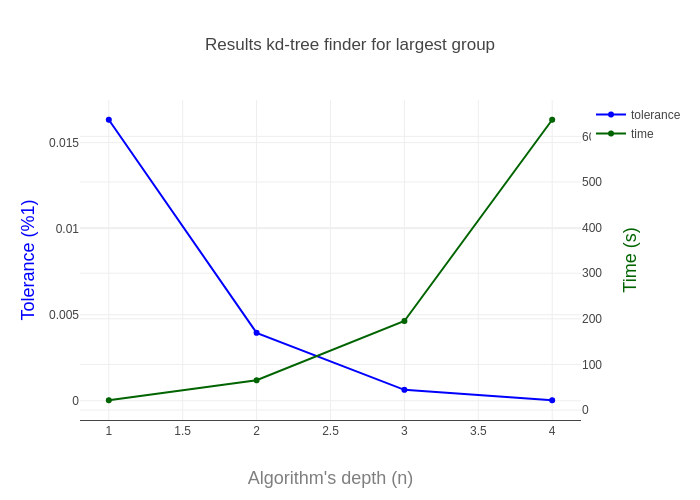 Results kd-tree finder for largest group
tolerance
time
Tolerance (%1)
0.015
0.01
0.005
0
500
400
300
200
100
0
Time (s)
1
1.5
2
2.5
3
3.5
4
Algorithm's depth (n)